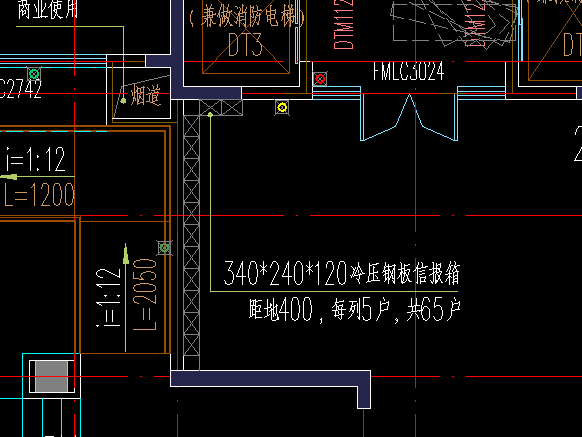 商业使用
(兼做消防电梯)
DT3
DTM112
DTM112
FMLC3024
C2742
烟道
i=1:12
L=1200
i=1:12
L=2050
340*240*120冷压钢板信报箱
距地400，每列5户，共65户